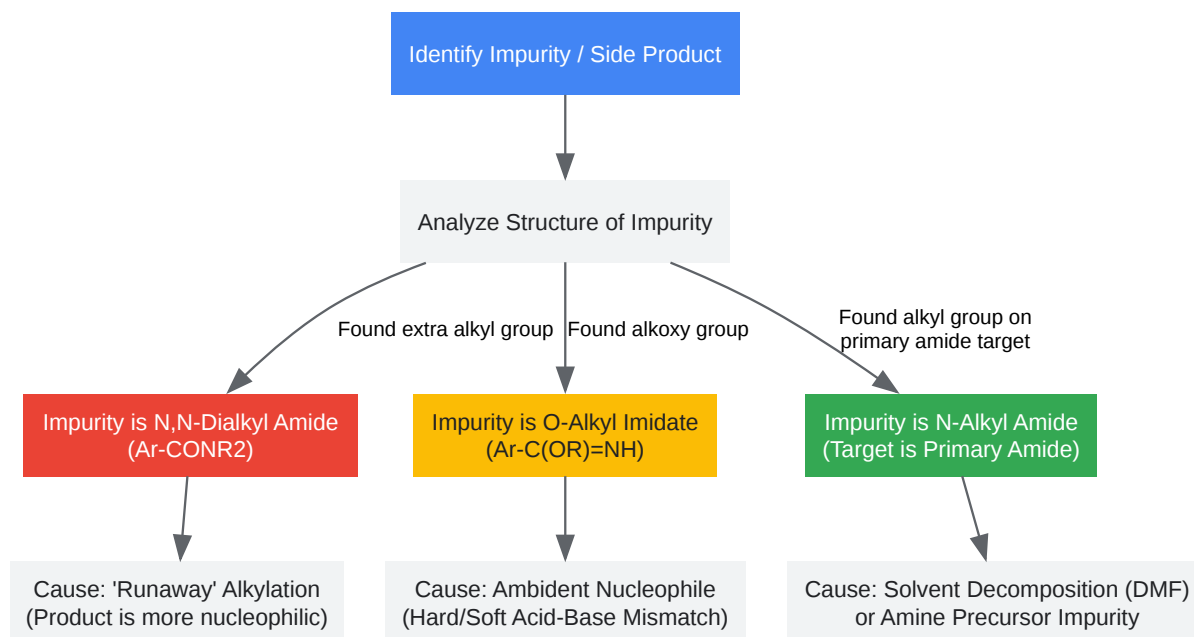 Identify Impurity / Side Product
Analyze Structure of Impurity
Found extra alkyl group
Found alkoxy group
Found alkyl group on
primary amide target
Impurity is N,N-Dialkyl Amide
(Ar-CONR2)
Impurity is O-Alkyl Imidate
(Ar-C(OR)=NH)
Impurity is N-Alkyl Amide
(Target is Primary Amide)
Cause: 'Runaway' Alkylation
(Product is more nucleophilic)
Cause: Ambident Nucleophile
(Hard/Soft Acid-Base Mismatch)
Cause: Solvent Decomposition (DMF)
or Amine Precursor Impurity